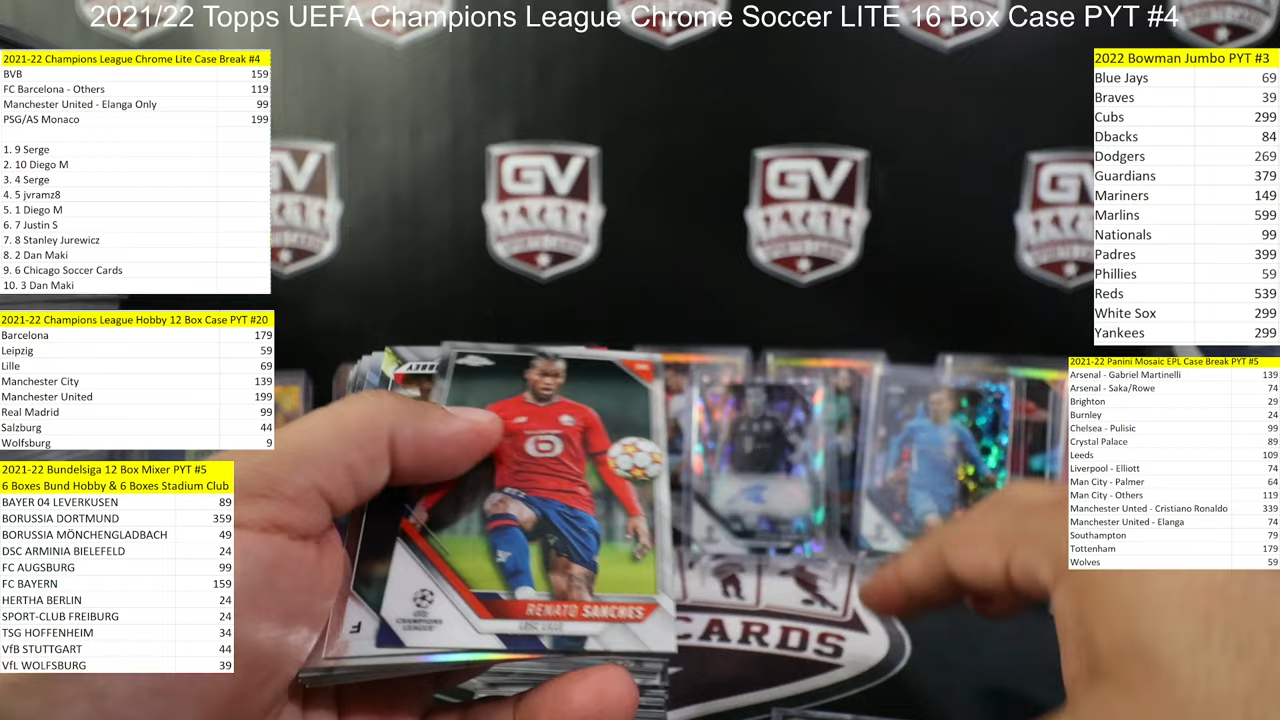 2021/22 Topps UEFA Champions League Chrome Soccer LITE 16 Box Case PYT #4
2021-22 Champions League Chrome Lite Case Break #4
BVB 159
FC Barcelona - Others 119
Manchester United - Elanga Only 99
PSG/AS Monaco 199
1. 9 Serge
2. 10 Diego M
3. 4 Serge
4. 5 jvramz8
5. 1 Diego M
6. 7 Justin S
7. 8 Stanley Jurewicz
8. 2 Dan Maki
9. 6 Chicago Soccer Cards
10. 3 Dan Maki
2021-22 Champions League Hobby 12 Box Case PYT #20
Barcelona 179
Leipzig 59
Lille 69
Manchester City 139
Manchester United 199
Real Madrid 99
Salzburg 44
Wolfsburg 9
2021-22 Bundelsiga 12 Box Mixer PYT #5
6 Boxes Bund Hobby & 6 Boxes Stadium Club
BAYER 04 LEVERKUSEN 89
BORUSSIA DORTMUND 359
BORUSSIA MÖNCHENGLADBACH 49
DSC ARMINIA BIELEFELD 24
FC AUGSBURG 99
FC BAYERN 159
HERTHA BERLIN 24
SPORT-CLUB FREIBURG 24
TSG HOFFENHEIM 34
VfB STUTTGART 44
VfL WOLFSBURG 39
2022 Bowman Jumbo PYT #3
Blue Jays 69
Braves 39
Cubs 299
Dbacks 84
Dodgers 269
Guardians 379
Mariners 149
Marlins 599
Nationals 99
Padres 399
Phillies 59
Reds 539
White Sox 299
Yankees 299
2021-22 Panini Mosaic EPL Case Break PYT #5
Arsenal - Gabriel Martinelli 139
Arsenal - Saka/Rowe 74
Brighton 29
Burnley 24
Chelsea - Pulisic 99
Crystal Palace 89
Leeds 109
Liverpool - Elliott 24
Man City - Palmer 64
Man City - Others 119
Manchester Unted - Cristiano Ronaldo 339
Manchester United - Elanga 74
Southampton 79
Tottenham 179
Wolves 59
GV
GV
GV
RENATO SANCHES
LOSC LILLE
CHAMPIONS
LEAGUE
CARDS